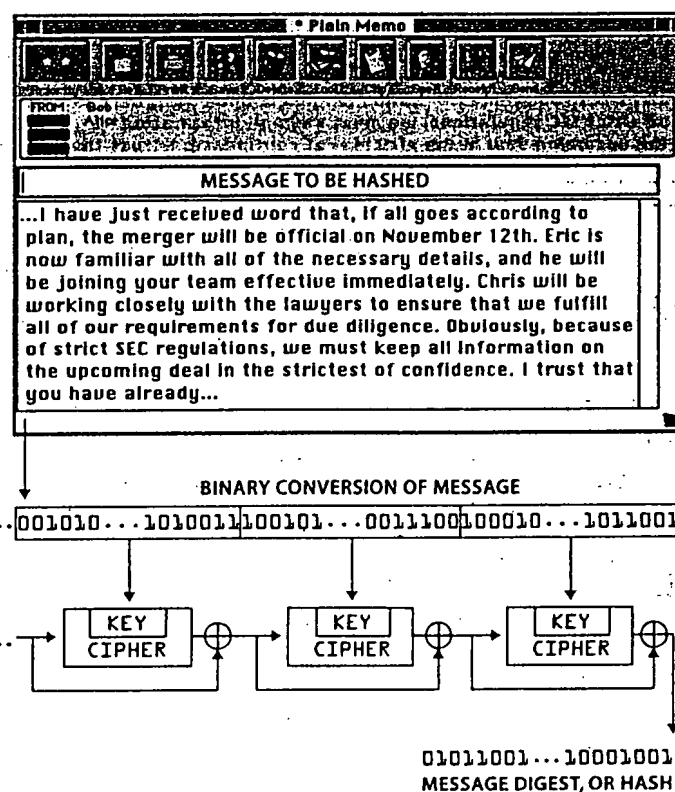 Plain Memo
FROM: Bob
MESSAGE TO BE HASHED
...I have just received word that, if all goes according to
plan, the merger will be official on November 12th. Eric is
now familiar with all of the necessary details, and he will
be joining your team effective immediately. Chris will be
working closely with the lawyers to ensure that we fulfill
all of our requirements for due diligence. Obviously, because
of strict SEC regulations, we must keep all information on
the upcoming deal in the strictest of confidence. I trust that
you have already...
BINARY CONVERSION OF MESSAGE
..001010...1010011 100101...0011100 100010...1011001
KEY KEY KEY
.. CIPHER CIPHER CIPHER
01011001...10001001
MESSAGE DIGEST, OR HASH